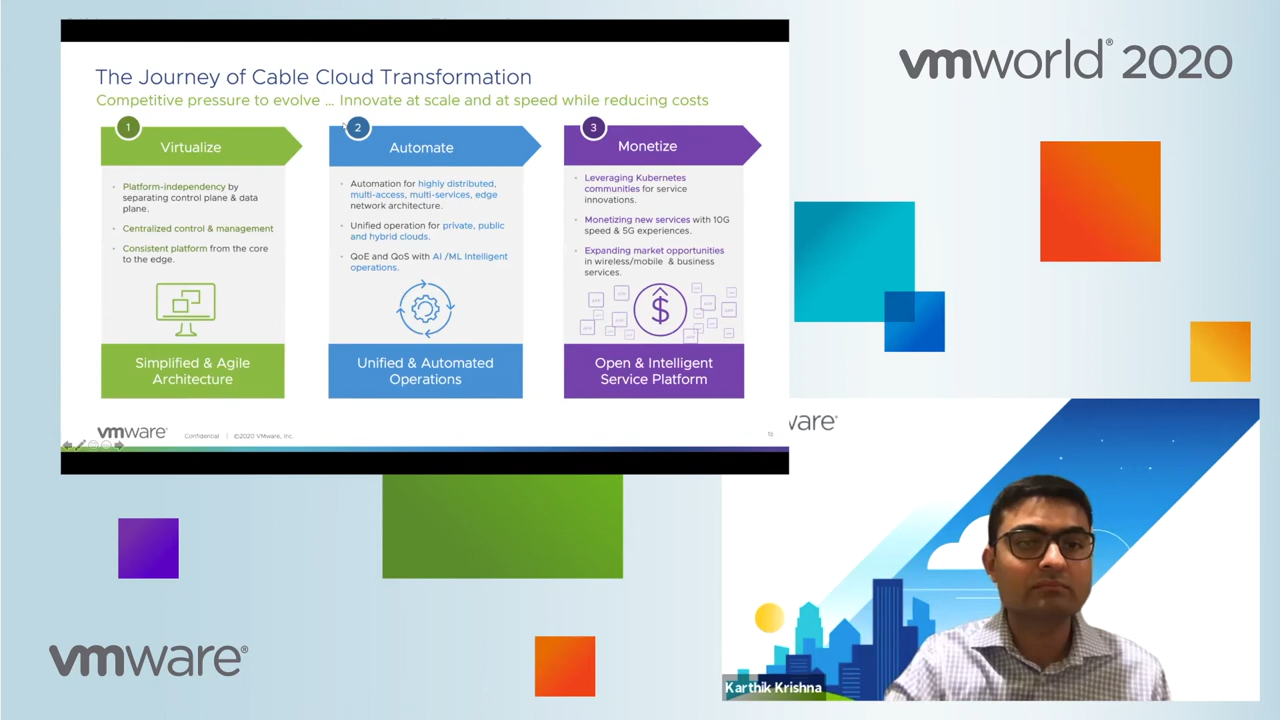 The Journey of Cable Cloud Transformation
Competitive pressure to evolve ... Innovate at scale and at speed while reducing costs
1
Virtualize
• Platform-independency by
separating control plane & data
plane.
• Centralized control & management
• Consistent platform from the core
to the edge.
Simplified & Agile
Architecture
2
Automate
• Automation for highly distributed,
multi-access, multi-services, edge
network architecture.
• Unified operation for private, public
and hybrid clouds.
• QoE and QoS with AI /ML Intelligent
operations.
Unified & Automated
Operations
3
Monetize
• Leveraging Kubernetes
communities for service
innovations.
• Monetizing new services with 10G
speed & 5G experiences.
• Expanding market opportunities
in wireless/mobile & business
services.
$
Open & Intelligent
Service Platform
vmware®
Confidential | ©2020 VMware, Inc.
vmworld® 2020
ware®
Karthik Krishna
vmware®